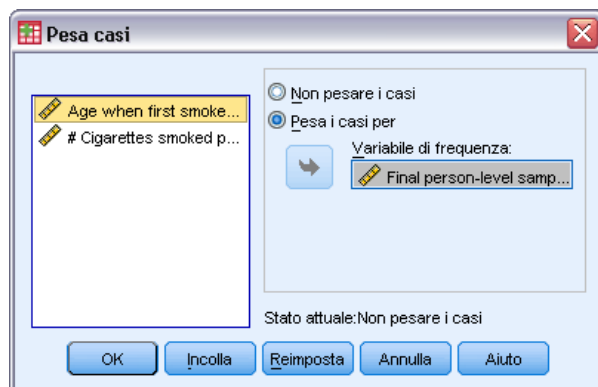 Pesa casi
Age when first smoke...
# Cigarettes smoked p...
Non pesare i casi
Pesa i casi per
Variabile di frequenza:
Final person-level samp...
Stato attuale:Non pesare i casi
OK
Incolla
Reimposta
Annulla
Aiuto